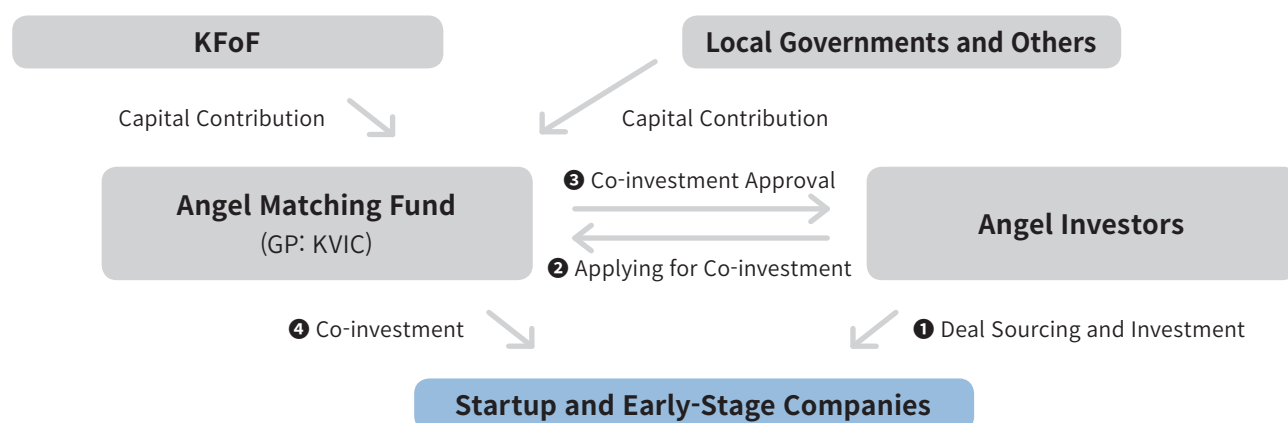 KFoF
Local Governments and Others
Capital Contribution
Capital Contribution
❸ Co-investment Approval
Angel Matching Fund
(GP: KVIC)
Angel Investors
❷ Applying for Co-investment
❹ Co-investment
❶ Deal Sourcing and Investment
Startup and Early-Stage Companies